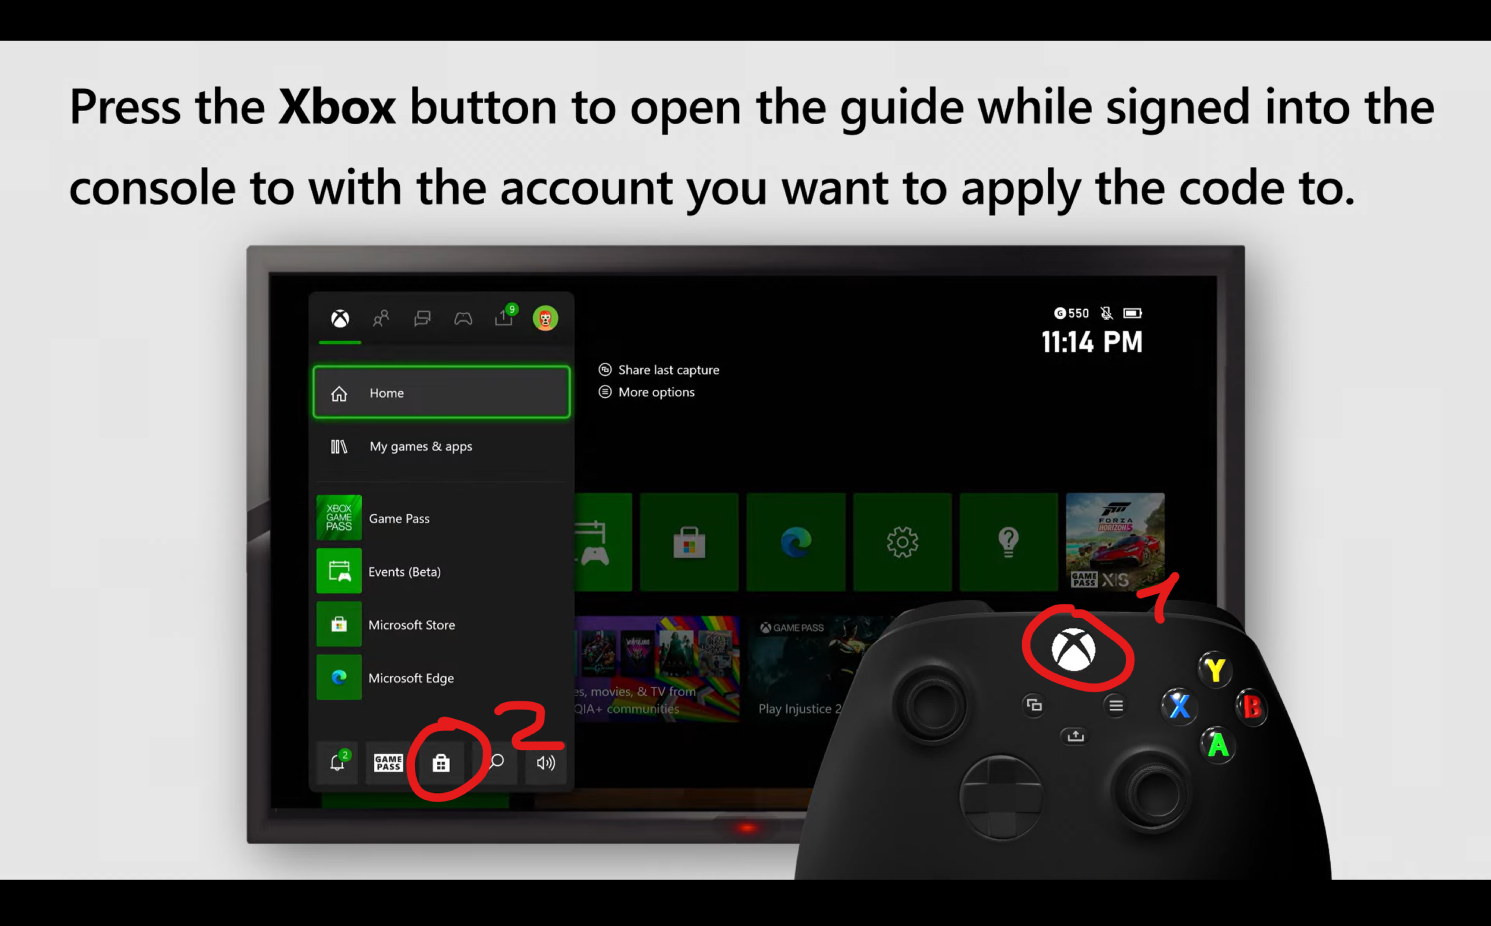 Press the Xbox button to open the guide while signed into the
console to with the account you want to apply the code to.
9
G 550
11:14 PM
Share last capture
More options
Home
My games & apps
XBOX
GAME
PASS
Game Pass
Events (Beta)
Microsoft Store
Microsoft Edge
FORZA
HORIZON 5
GAME
PASS
X|S
1
GAME PASS
es, movies, & TV from
QIA+ communities
Play Injustice 2
2
2
GAME
PASS
Y
X
B
A